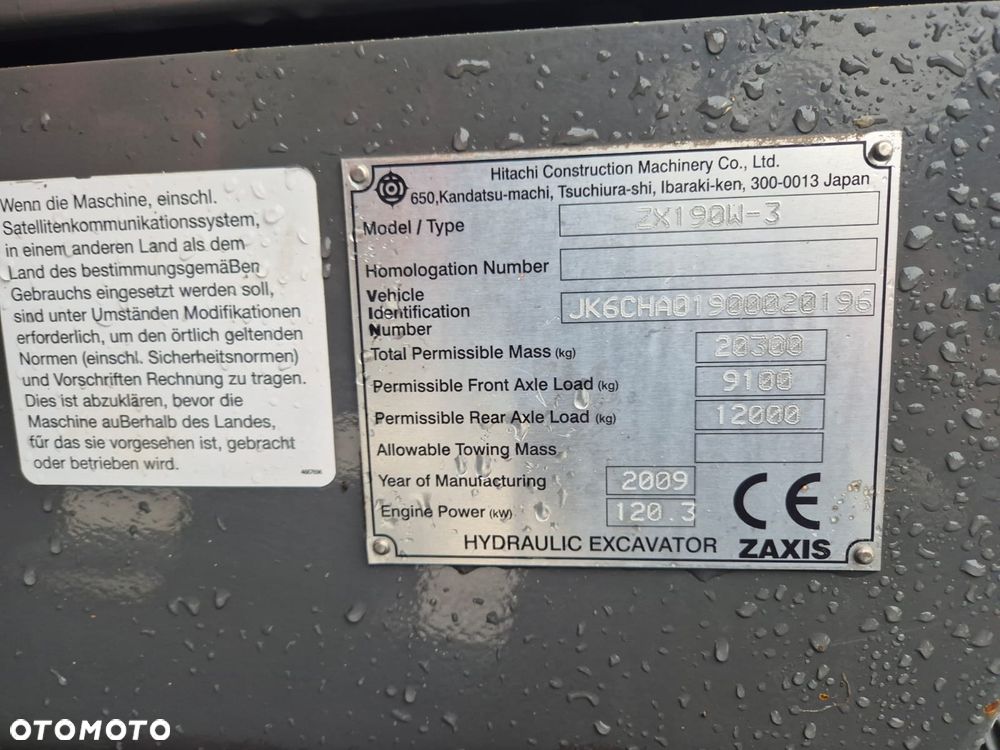 Wenn die Maschine, einschl.
Satellitenkommunikationssystem,
in einem anderen Land als dem
Land des bestimmungsgemäßen
Gebrauchs eingesetzt werden soll,
sind unter Umständen Modifikationen
erforderlich, um den örtlich geltenden
Normen (einschl. Sicherheitsnormen)
und Vorschriften Rechnung zu tragen.
Dies ist abzuklären, bevor die
Maschine außerhalb des Landes,
für das sie vorgesehen ist, gebracht
oder betrieben wird.
Hitachi Construction Machinery Co., Ltd.
650,Kandatsu-machi, Tsuchiura-shi, Ibaraki-ken, 300-0013 Japan
Model / Type ZX190W-3
Homologation Number
Vehicle
Identification JK6CHA01900020196
Number
Total Permissible Mass (kg) 20300
Permissible Front Axle Load (kg) 9100
Permissible Rear Axle Load (kg) 12000
Allowable Towing Mass
Year of Manufacturing 2009
Engine Power (kW) 120.3
CE
HYDRAULIC EXCAVATOR ZAXIS
OTOMOTO